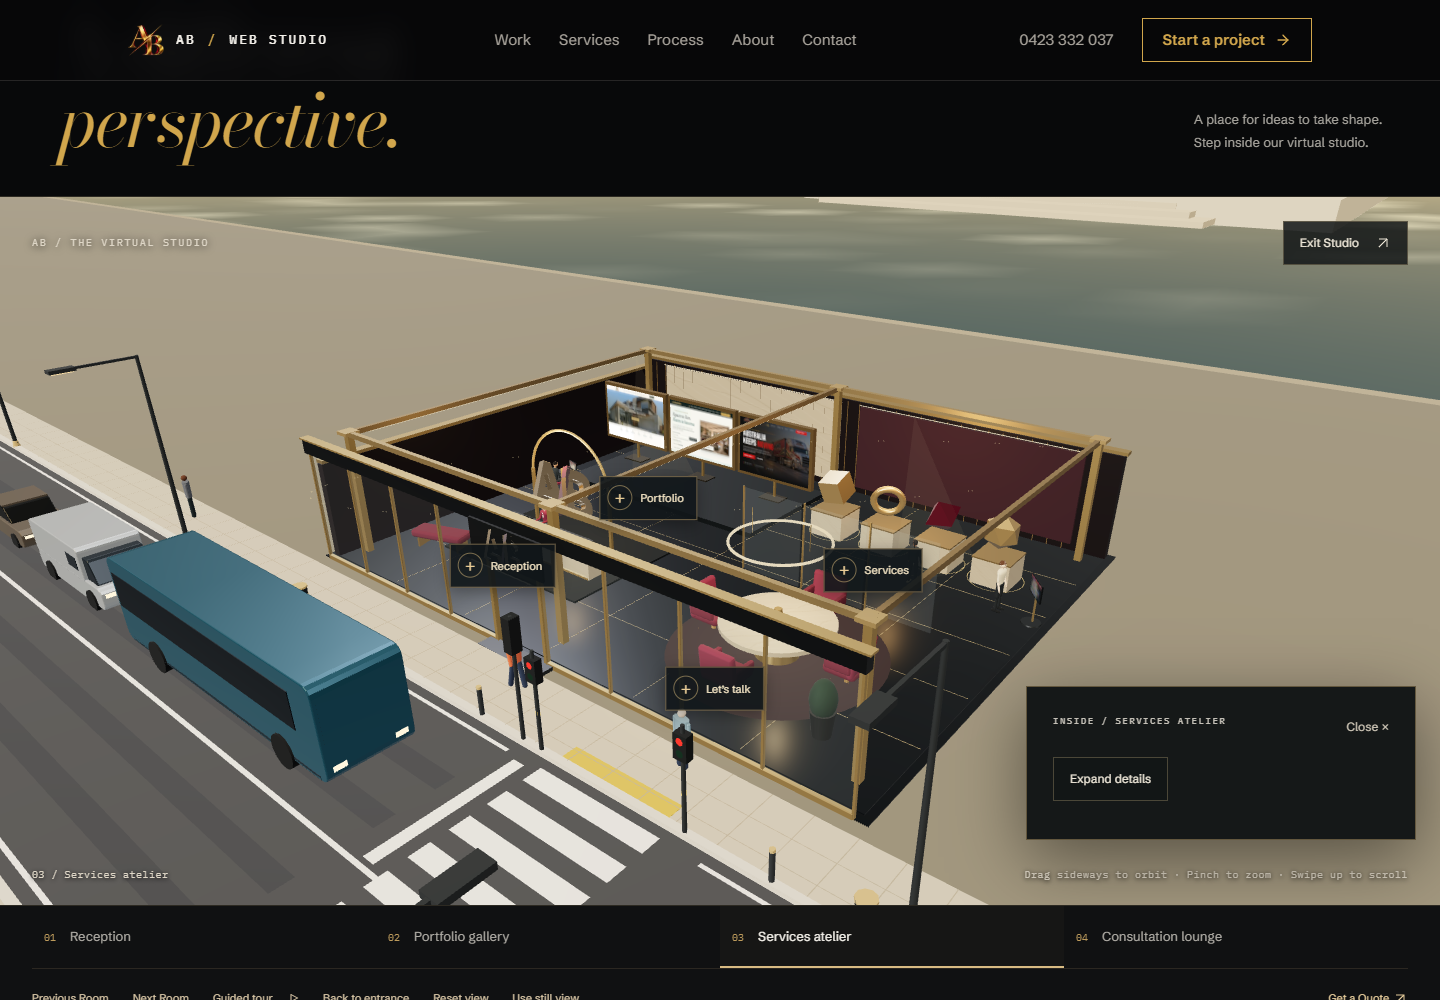 AB / WEB STUDIO
Work
Services
Process
About
Contact
0423 332 037
Start a project
perspective.
A place for ideas to take shape.
Step inside our virtual studio.
AB / THE VIRTUAL STUDIO
Exit Studio
Portfolio
Reception
Services
Let's talk
INSIDE / SERVICES ATELIER
Close ×
Expand details
03 / Services atelier
Drag sideways to orbit · Pinch to zoom · Swipe up to scroll
01 Reception
02 Portfolio gallery
03 Services atelier
04 Consultation lounge
Previous Room
Next Room
Guided tour
Back to entrance
Reset view
Use still view
Get a Quote